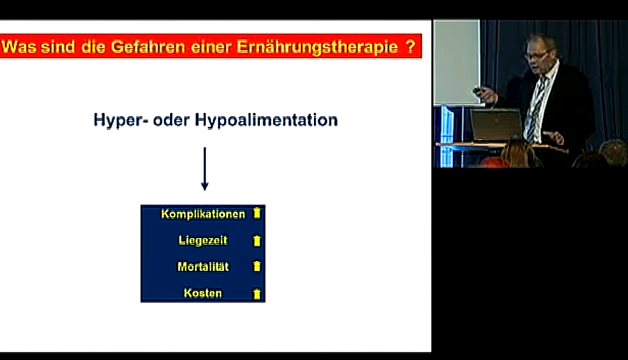 Was sind die Gefahren einer Ernährungstherapie ?
Hyper- oder Hypoalimentation
Komplikationen
Liegezeit
Mortalität
Kosten